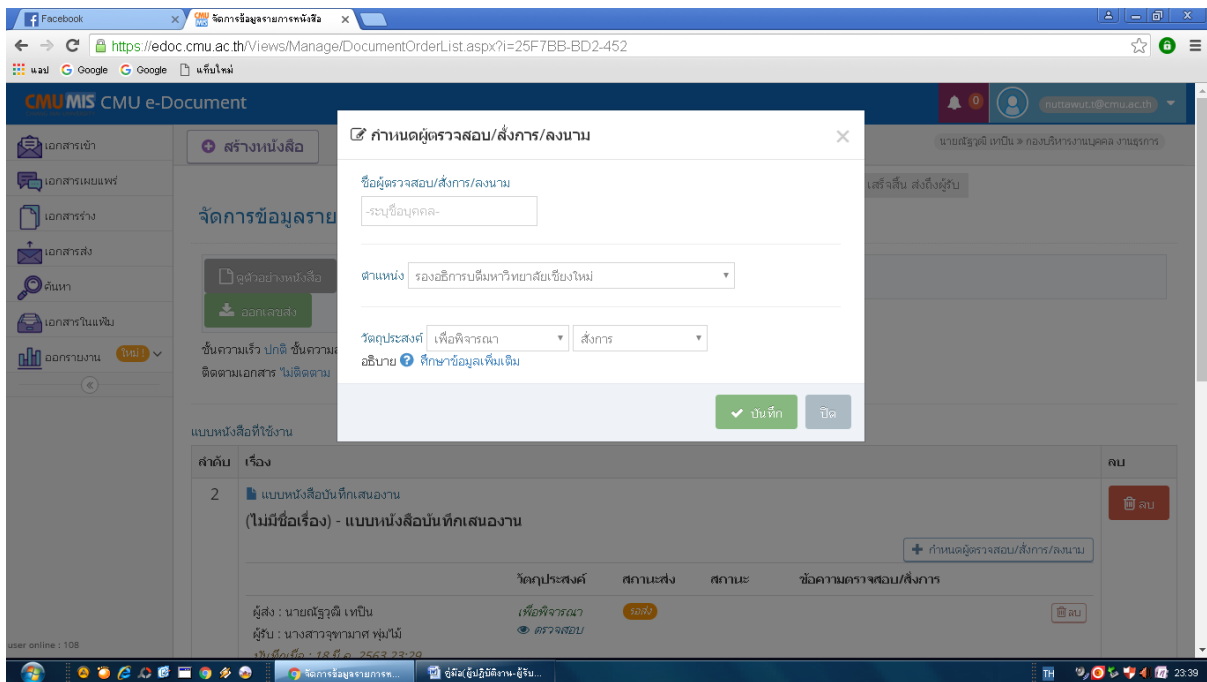 Facebook
จัดการข้อมูลรายการหนังสือ
https://edoc.cmu.ac.th/Views/Manage/DocumentOrderList.aspx?i=25F7BB-BD2-452
แอป Google Google แท็บใหม่
CMU MIS CMU e-Document
0
nuttawut.t@cmu.ac.th
กำหนดผู้ตรวจสอบ/สั่งการ/ลงนาม
เอกสารเข้า
สร้างหนังสือ
นายณัฐวุฒิ เทปิน » กองบริหารงานบุคคล งานธุรการ
เอกสารเผยแพร่
ชื่อผู้ตรวจสอบ/สั่งการ/ลงนาม
เสร็จสิ้น ส่งถึงผู้รับ
เอกสารร่าง
จัดการข้อมูลราย
-ระบุชื่อบุคคล-
เอกสารส่ง
ดูตัวอย่างหนังสือ
ตำแหน่ง รองอธิการบดีมหาวิทยาลัยเชียงใหม่
ค้นหา
ออกเลขส่ง
เอกสารในแฟ้ม
วัตถุประสงค์ เพื่อพิจารณา สั่งการ
ออกรายงาน ใหม่ !
ชั้นความเร็ว ปกติ ชั้นความล
อธิบาย ศึกษาข้อมูลเพิ่มเติม
ติดตามเอกสาร ไม่ติดตาม
บันทึก ปิด
แบบหนังสือที่ใช้งาน
ลำดับ เรื่อง ลบ
2 แบบหนังสือบันทึกเสนองาน
ลบ
(ไม่มีชื่อเรื่อง) - แบบหนังสือบันทึกเสนองาน
กำหนดผู้ตรวจสอบ/สั่งการ/ลงนาม
วัตถุประสงค์ สถานะส่ง สถานะ ข้อความตรวจสอบ/สั่งการ
ผู้ส่ง : นายณัฐวุฒิ เทปิน เพื่อพิจารณา รอส่ง ลบ
ผู้รับ : นางสาวจุฑามาศ พุ่มไม้ ตรวจสอบ
user online : 108
บันทึกเมื่อ : 18 มี.ค. 2563 23:29
จัดการข้อมูลรายการห...
คู่มือ(ผู้ปฏิบัติงาน-ผู้รับ...
TH
23:39